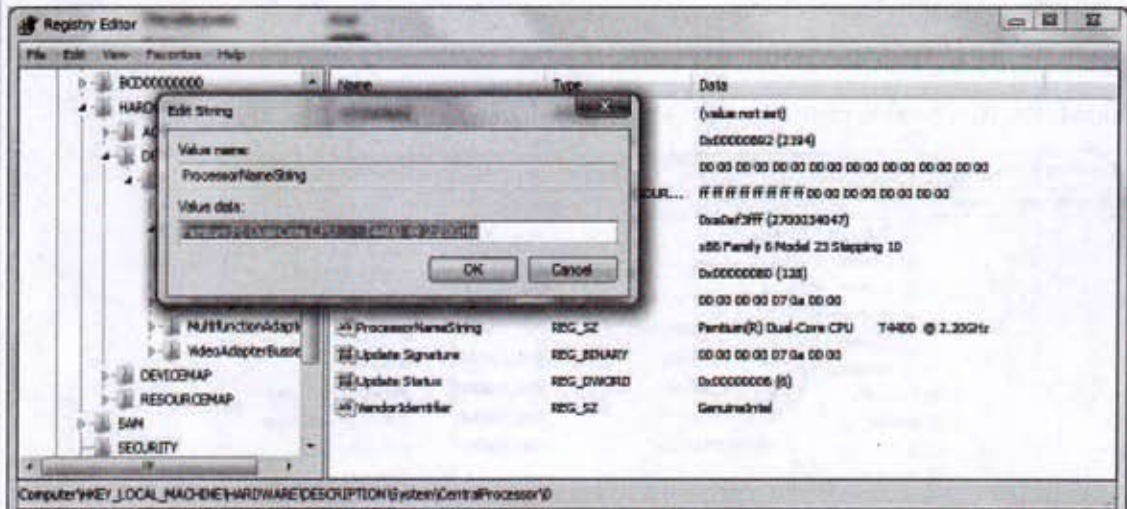 Registry Editor
File Edit View Favorites Help
BCD00000000
HARD
AC
DE
Name Type Data
(value not set)
0x00000892 (2194)
00 00 00 00 00 00 00 00 00 00 00 00 00 00 00 00
OUR... ff ff ff ff ff ff ff ff 00 00 00 00 00 00 00 00
0xa0ef3fff (2700034047)
x86 Family 6 Model 23 Stepping 10
0x00000080 (128)
00 00 00 00 07 0a 00 00
Edit String
Value name:
ProcessorNameString
Value data:
OK Cancel
MultifunctionAdapt
VideoAdapterBusse
DEVICEMAP
RESOURCEMAP
SAM
SECURITY
ProcessorNameString REG_SZ Pentium(R) Dual-Core CPU T4400 @ 2.20GHz
Update Signature REG_BINARY 00 00 00 00 07 0a 00 00
Update Status REG_DWORD 0x00000006 (6)
VendorIdentifier REG_SZ GenuineIntel
Computer\HKEY_LOCAL_MACHINE\HARDWARE\DESCRIPTION\System\CentralProcessor\0